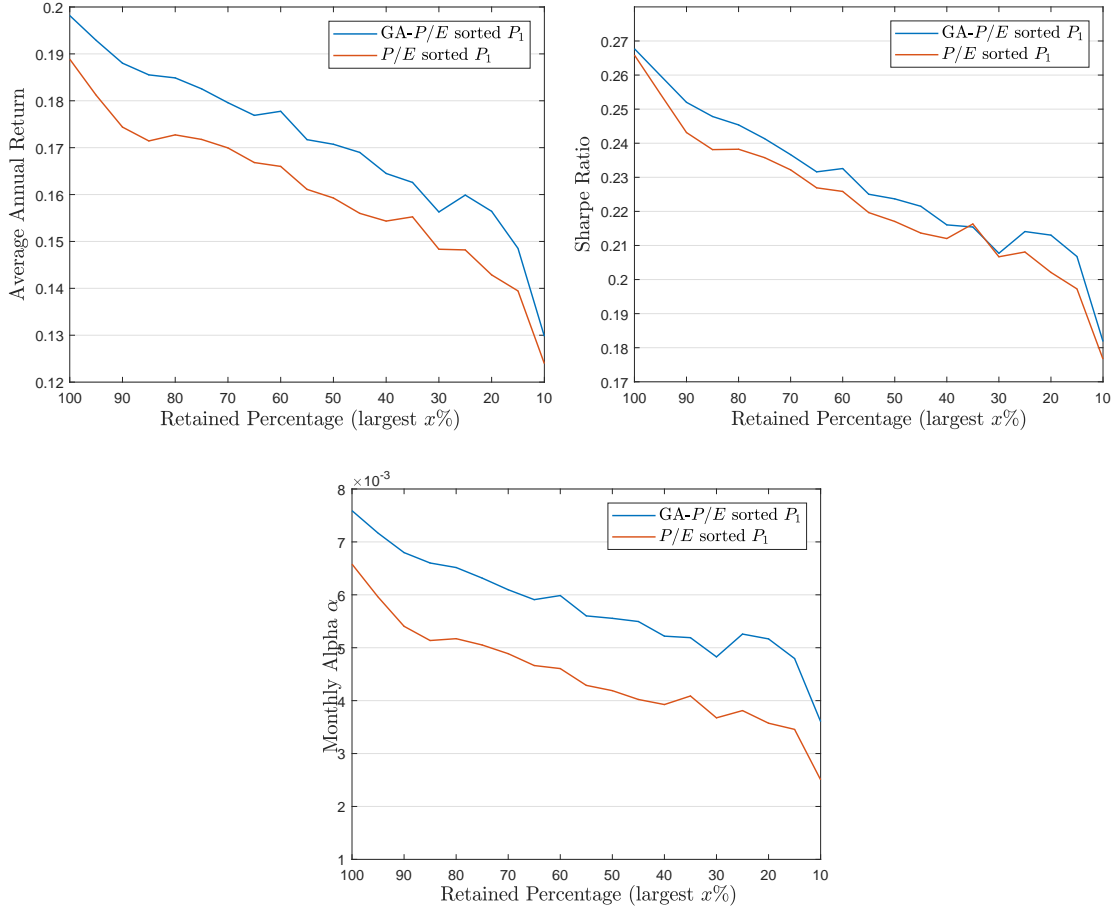 0.2
0.19
0.18
0.17
0.16
0.15
0.14
0.13
0.12
Average Annual Return
100 90 80 70 60 50 40 30 20 10
Retained Percentage (largest x%)
GA-P/E sorted P₁
P/E sorted P₁
0.27
0.26
0.25
0.24
0.23
0.22
0.21
0.2
0.19
0.18
0.17
Sharpe Ratio
100 90 80 70 60 50 40 30 20 10
Retained Percentage (largest x%)
GA-P/E sorted P₁
P/E sorted P₁
×10⁻³
8
7
6
5
4
3
2
1
Monthly Alpha α
100 90 80 70 60 50 40 30 20 10
Retained Percentage (largest x%)
GA-P/E sorted P₁
P/E sorted P₁